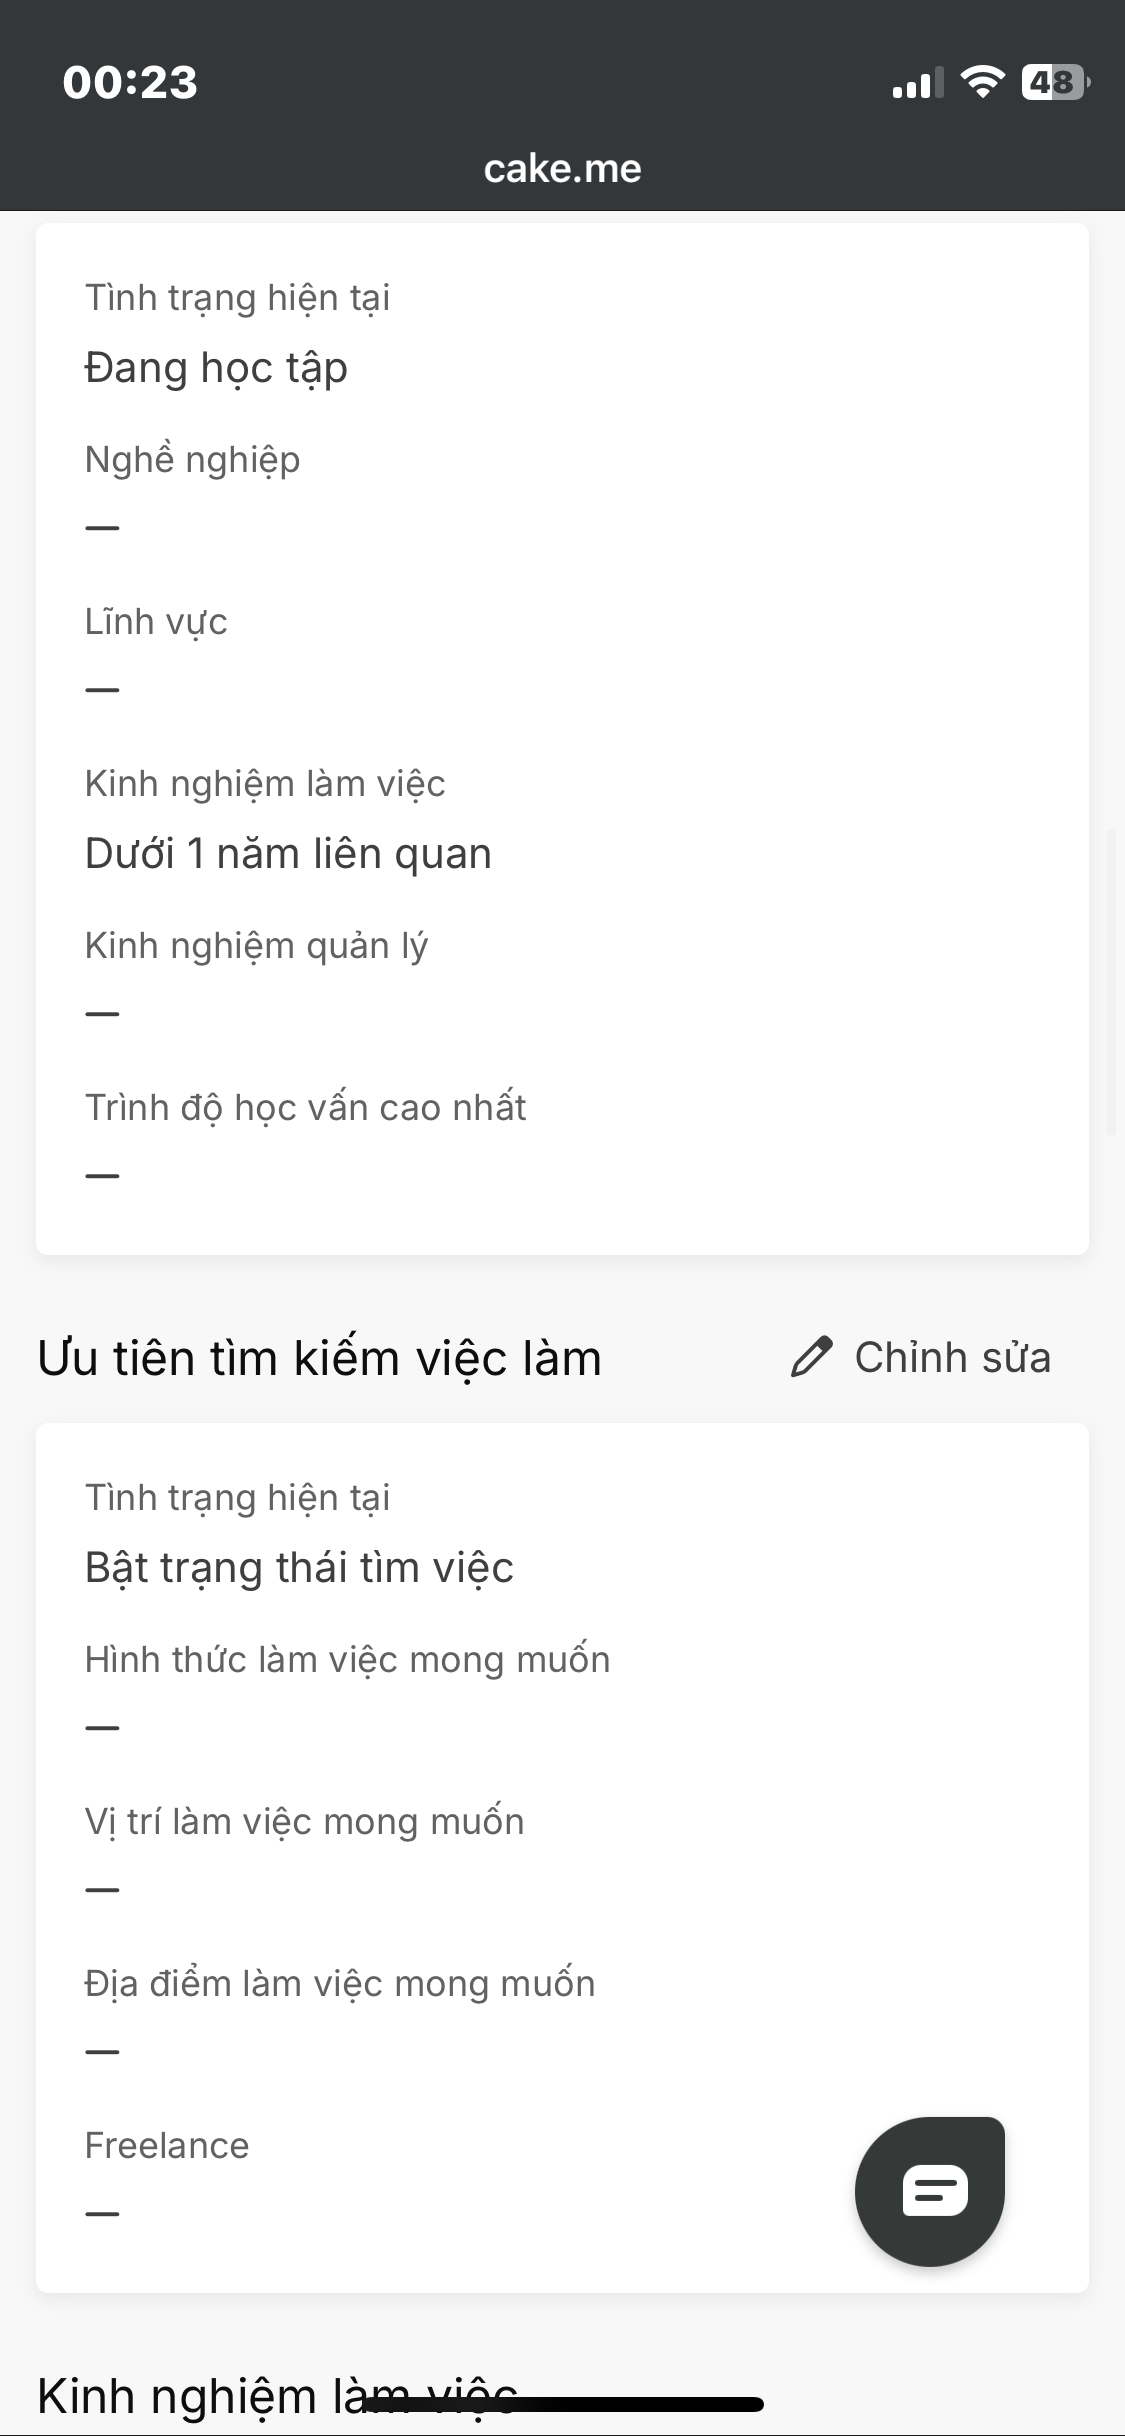 00:23
48
cake.me
Tình trạng hiện tại
Đang học tập
Nghề nghiệp
—
Lĩnh vực
—
Kinh nghiệm làm việc
Dưới 1 năm liên quan
Kinh nghiệm quản lý
—
Trình độ học vấn cao nhất
—
Ưu tiên tìm kiếm việc làm
Chỉnh sửa
Tình trạng hiện tại
Bật trạng thái tìm việc
Hình thức làm việc mong muốn
—
Vị trí làm việc mong muốn
—
Địa điểm làm việc mong muốn
—
Freelance
—
Kinh nghiệm làm việc